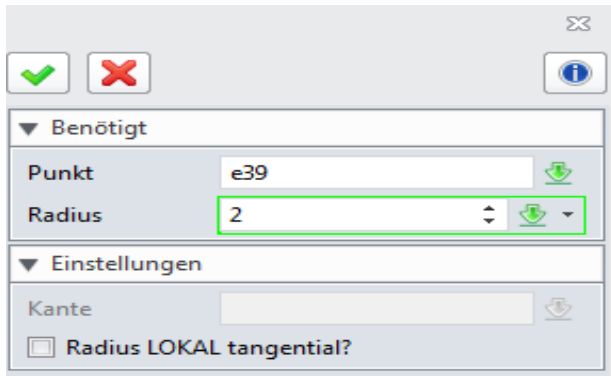 Benötigt
Punkt e39
Radius 2
Einstellungen
Kante
Radius LOKAL tangential?